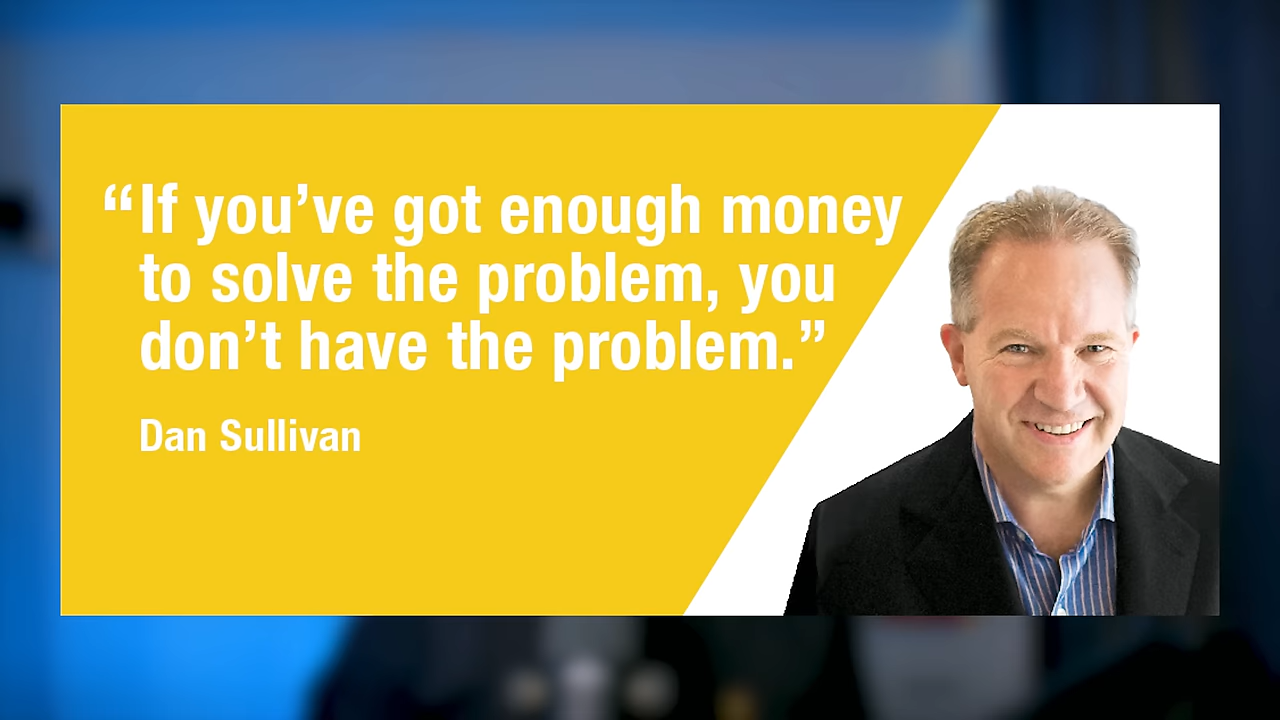 “If you’ve got enough money
to solve the problem, you
don’t have the problem.”
Dan Sullivan